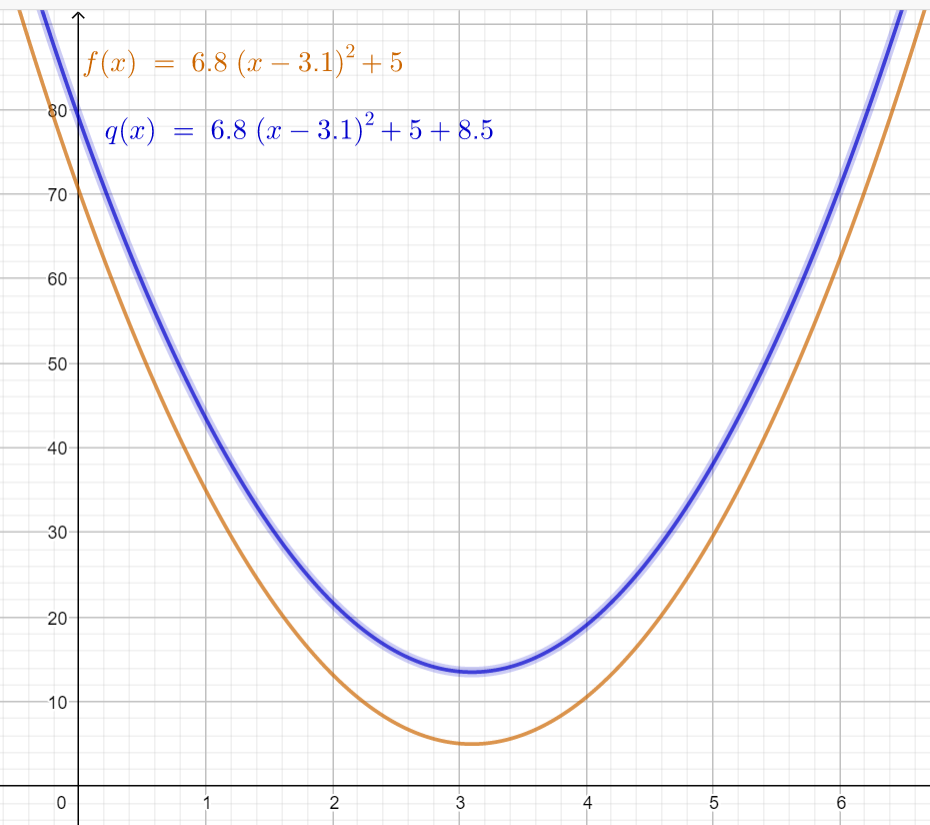 f(x) = 6.8 (x − 3.1)² + 5
80
q(x) = 6.8 (x − 3.1)² + 5 + 8.5
70
60
50
40
30
20
10
0 1 2 3 4 5 6